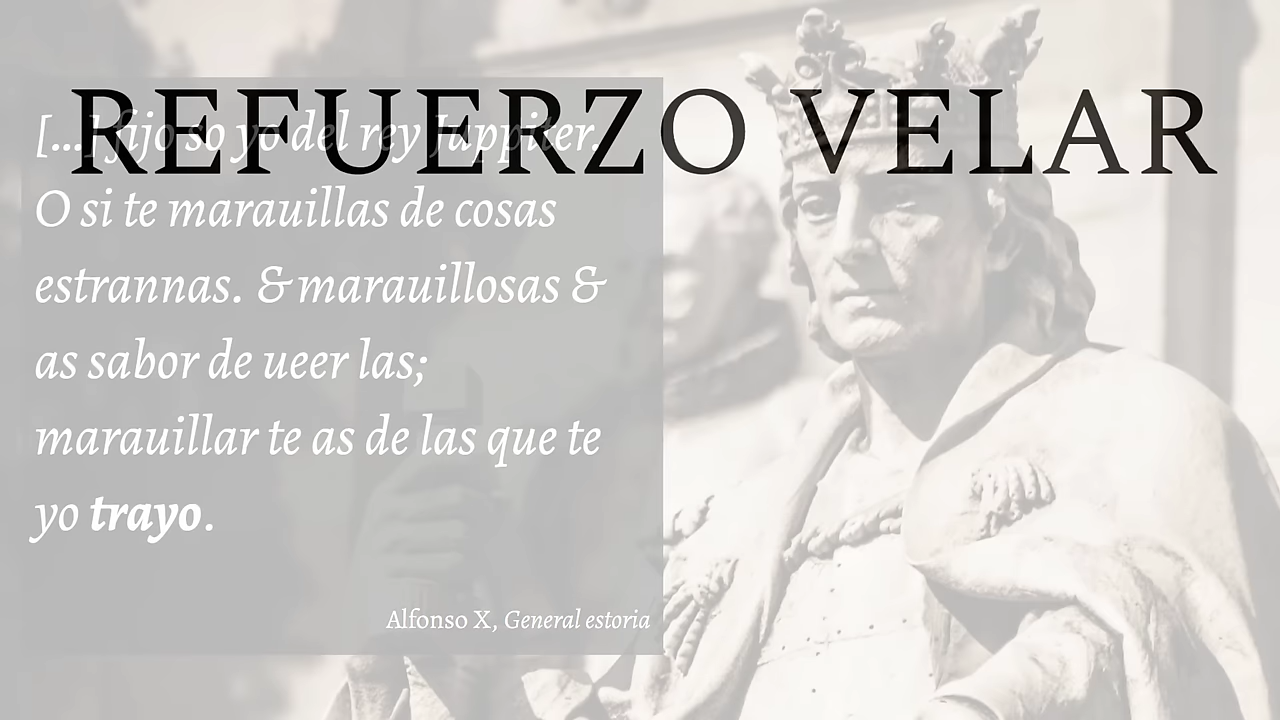 REFUERZO VELAR
[...] fijo so yo del rey Juppiter.
O si te marauillas de cosas
estrannas. & marauillosas &
as sabor de ueer las;
marauillar te as de las que te
yo trayo.
Alfonso X, General estoria